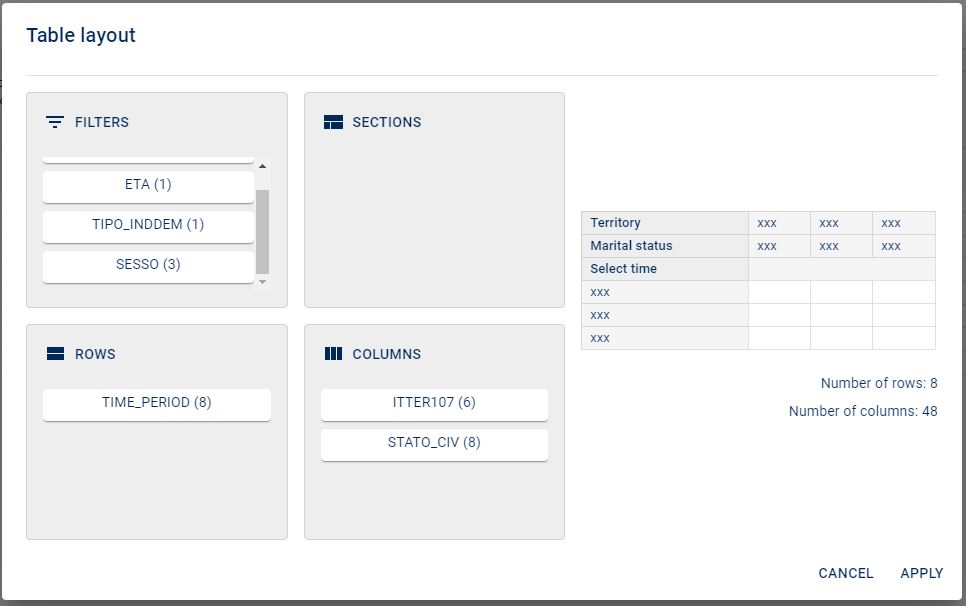 Table layout
FILTERS
ETA (1)
TIPO_INDDEM (1)
SESSO (3)
SECTIONS
ROWS
TIME_PERIOD (8)
COLUMNS
ITTER107 (6)
STATO_CIV (8)
Territory xxx xxx xxx
Marital status xxx xxx xxx
Select time
xxx
xxx
xxx
Number of rows: 8
Number of columns: 48
CANCEL APPLY